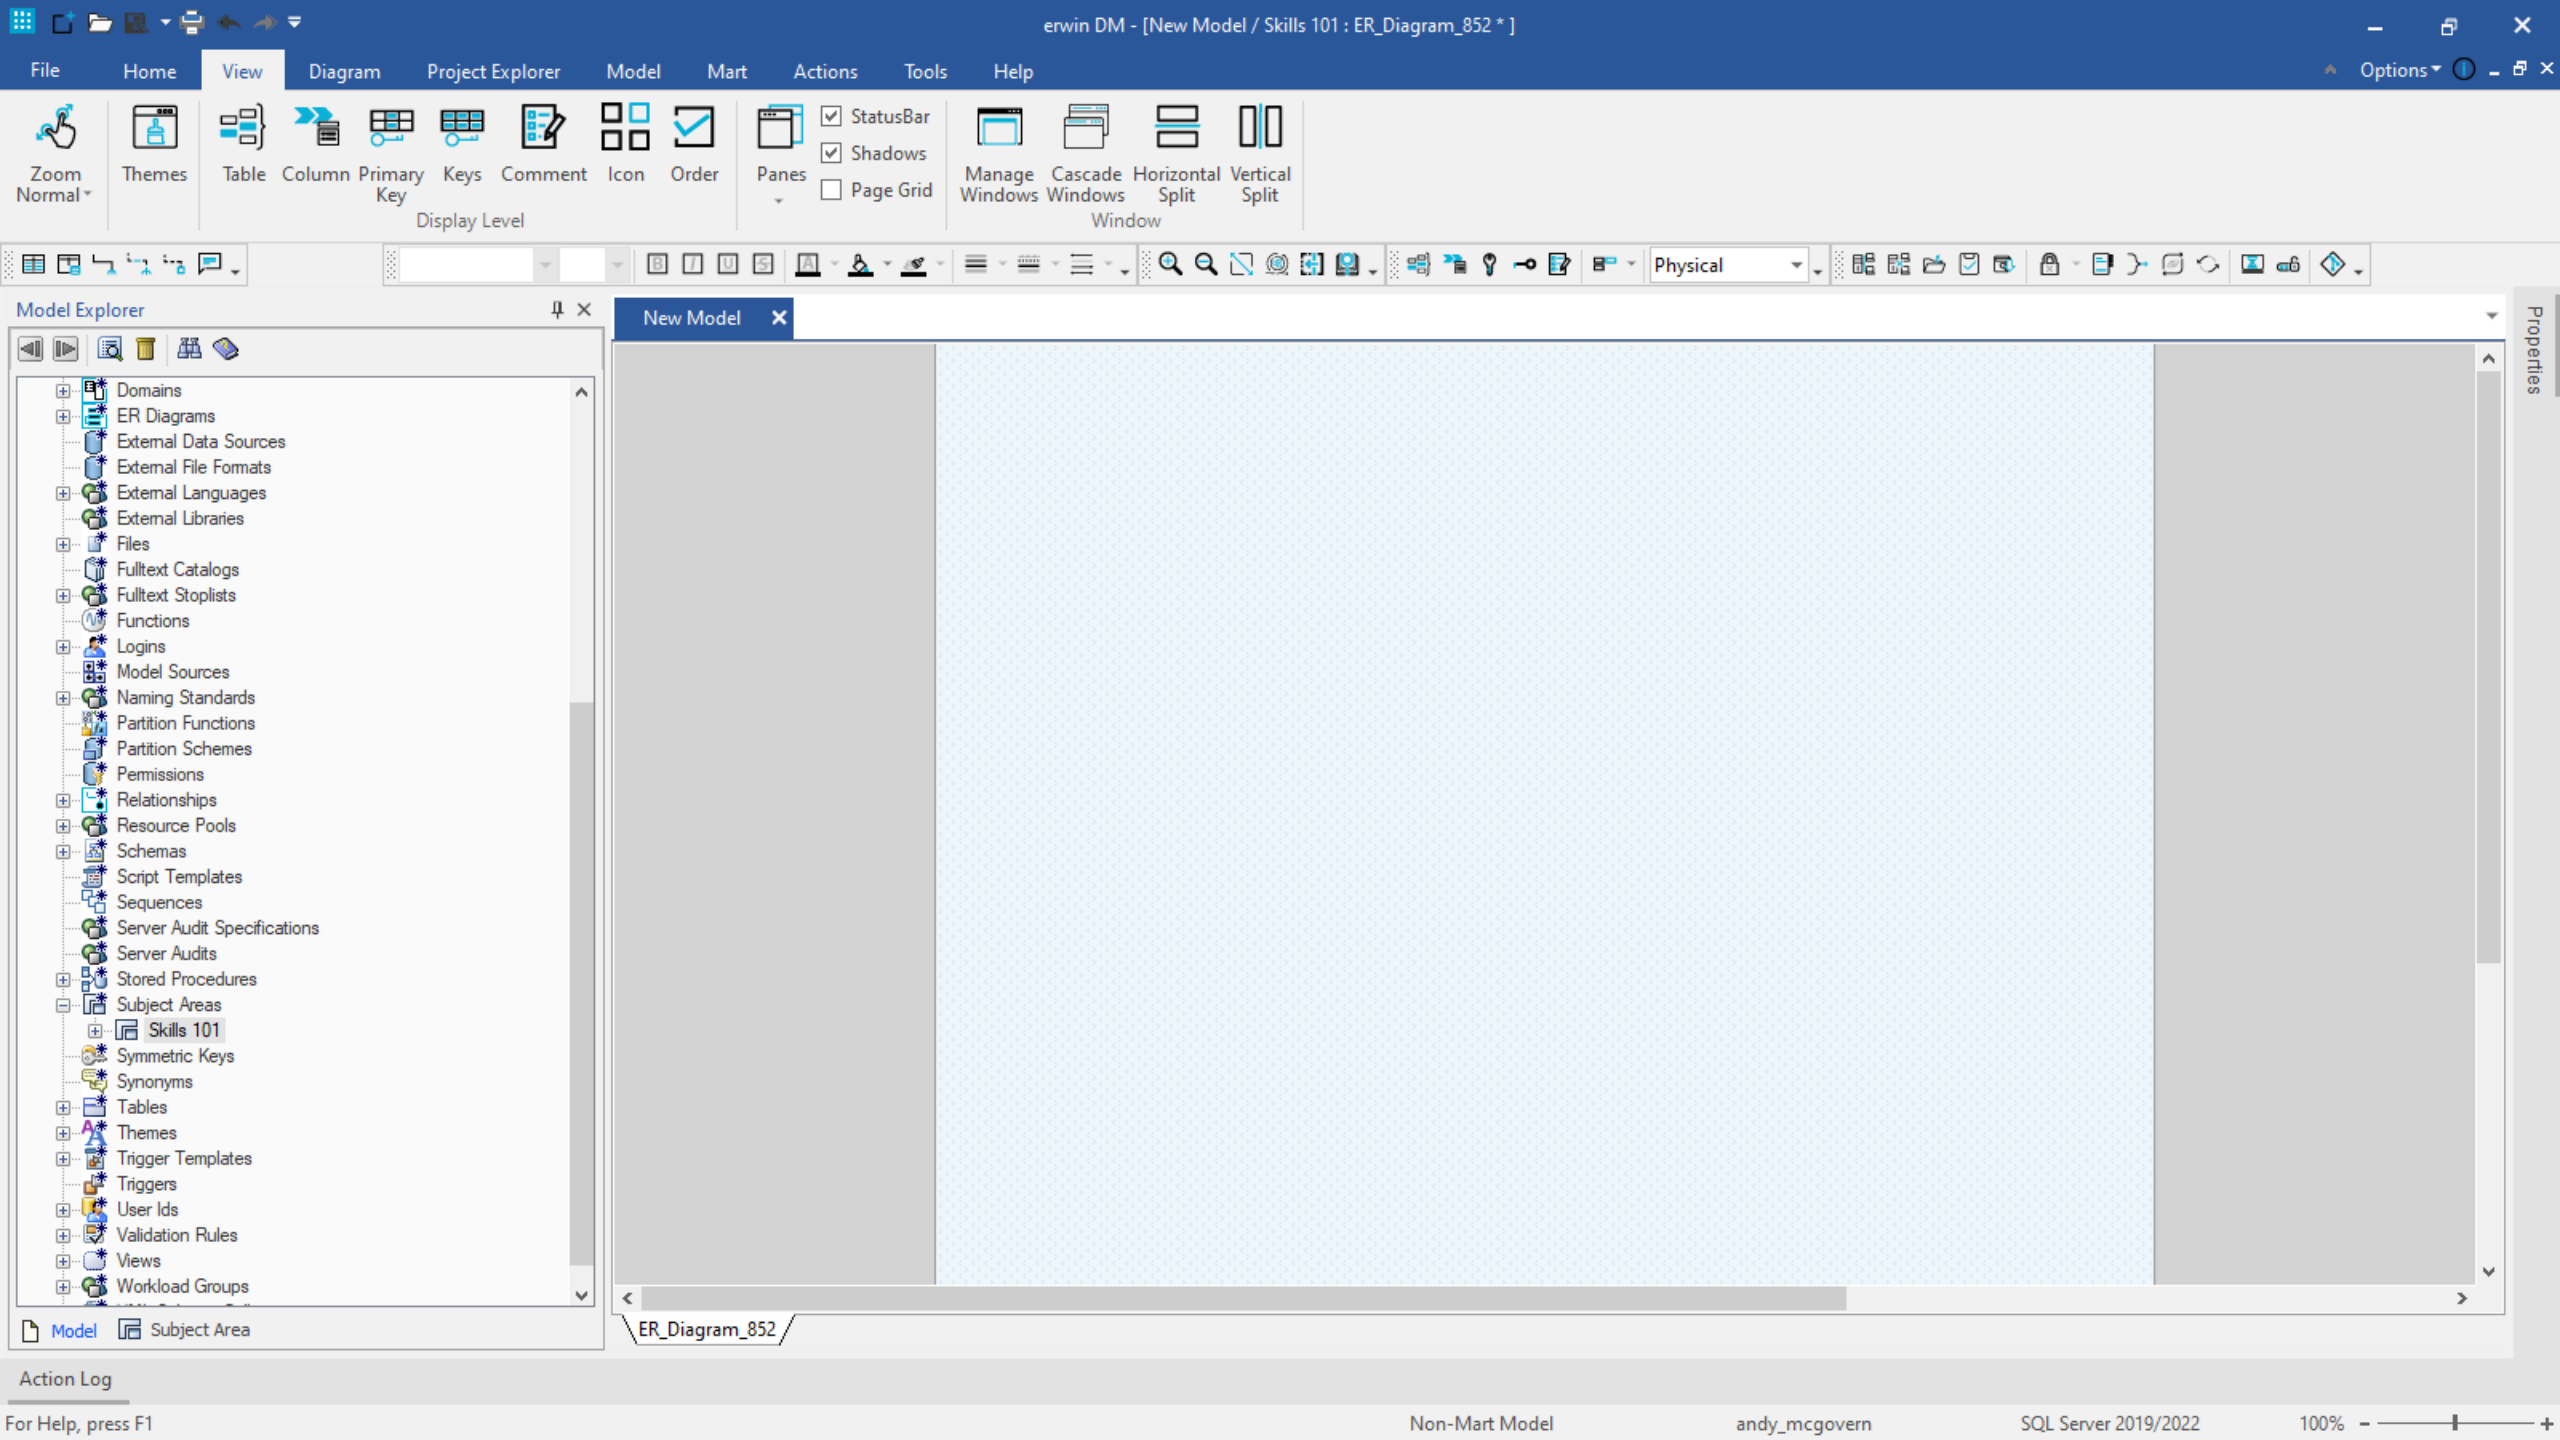 erwin DM - [New Model / Skills 101 : ER_Diagram_852 * ]
File Home View Diagram Project Explorer Model Mart Actions Tools Help Options
Zoom Normal
Themes
Table
Column
Primary Key
Keys
Comment
Icon
Order
Display Level
Panes
StatusBar
Shadows
Page Grid
Manage Windows
Cascade Windows
Horizontal Split
Vertical Split
Window
B I U S A Physical
Model Explorer
New Model
Properties
Domains
ER Diagrams
External Data Sources
External File Formats
External Languages
External Libraries
Files
Fulltext Catalogs
Fulltext Stoplists
Functions
Logins
Model Sources
Naming Standards
Partition Functions
Partition Schemes
Permissions
Relationships
Resource Pools
Schemas
Script Templates
Sequences
Server Audit Specifications
Server Audits
Stored Procedures
Subject Areas
Skills 101
Symmetric Keys
Synonyms
Tables
Themes
Trigger Templates
Triggers
User Ids
Validation Rules
Views
Workload Groups
Model Subject Area
ER_Diagram_852
Action Log
For Help, press F1
Non-Mart Model
andy_mcgovern
SQL Server 2019/2022
100%